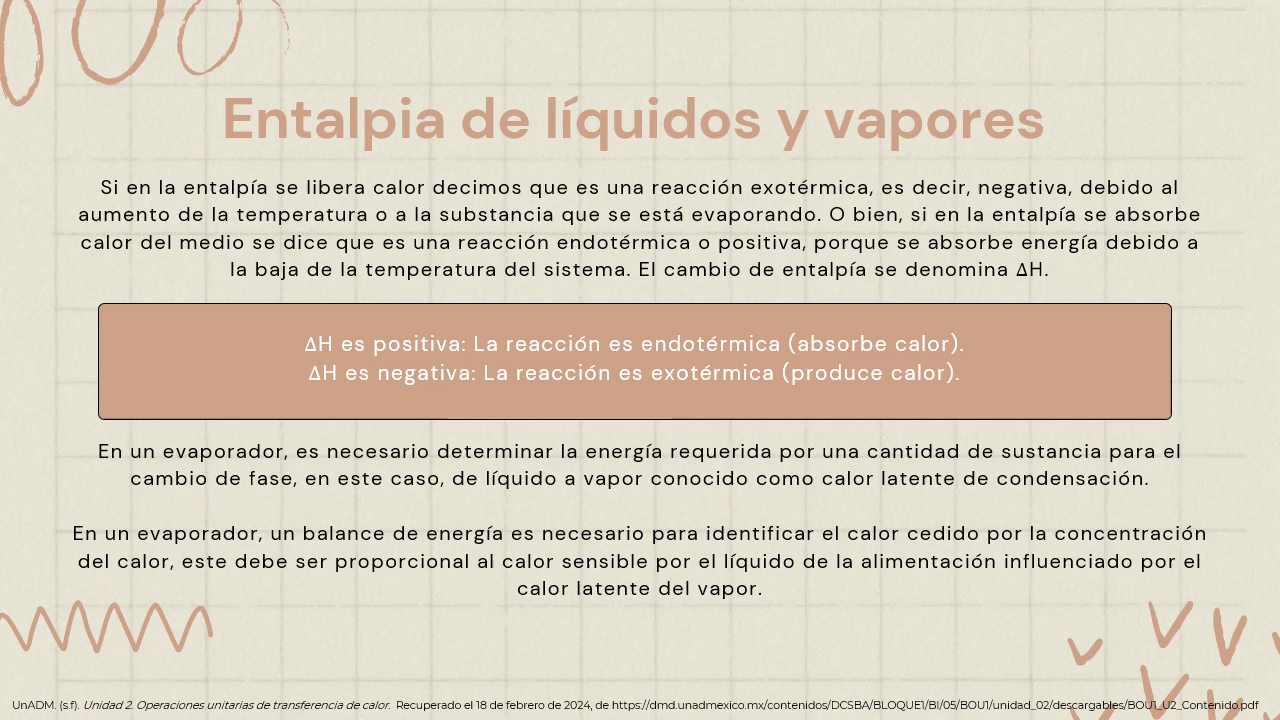 Entalpia de líquidos y vapores
Si en la entalpía se libera calor decimos que es una reacción exotérmica, es decir, negativa, debido al
aumento de la temperatura o a la substancia que se está evaporando. O bien, si en la entalpía se absorbe
calor del medio se dice que es una reacción endotérmica o positiva, porque se absorbe energía debido a
la baja de la temperatura del sistema. El cambio de entalpía se denomina ΔH.
ΔH es positiva: La reacción es endotérmica (absorbe calor).
ΔH es negativa: La reacción es exotérmica (produce calor).
En un evaporador, es necesario determinar la energía requerida por una cantidad de sustancia para el
cambio de fase, en este caso, de líquido a vapor conocido como calor latente de condensación.
En un evaporador, un balance de energía es necesario para identificar el calor cedido por la concentración
del calor, este debe ser proporcional al calor sensible por el líquido de la alimentación influenciado por el
calor latente del vapor.
UnADM. (s.f). Unidad 2. Operaciones unitarias de transferencia de calor. Recuperado el 18 de febrero de 2024, de https://dmd.unadmexico.mx/contenidos/DCSBA/BLOQUE1/BI/05/BOU1/unidad_02/descargables/BOU1_U2_Contenido.pdf